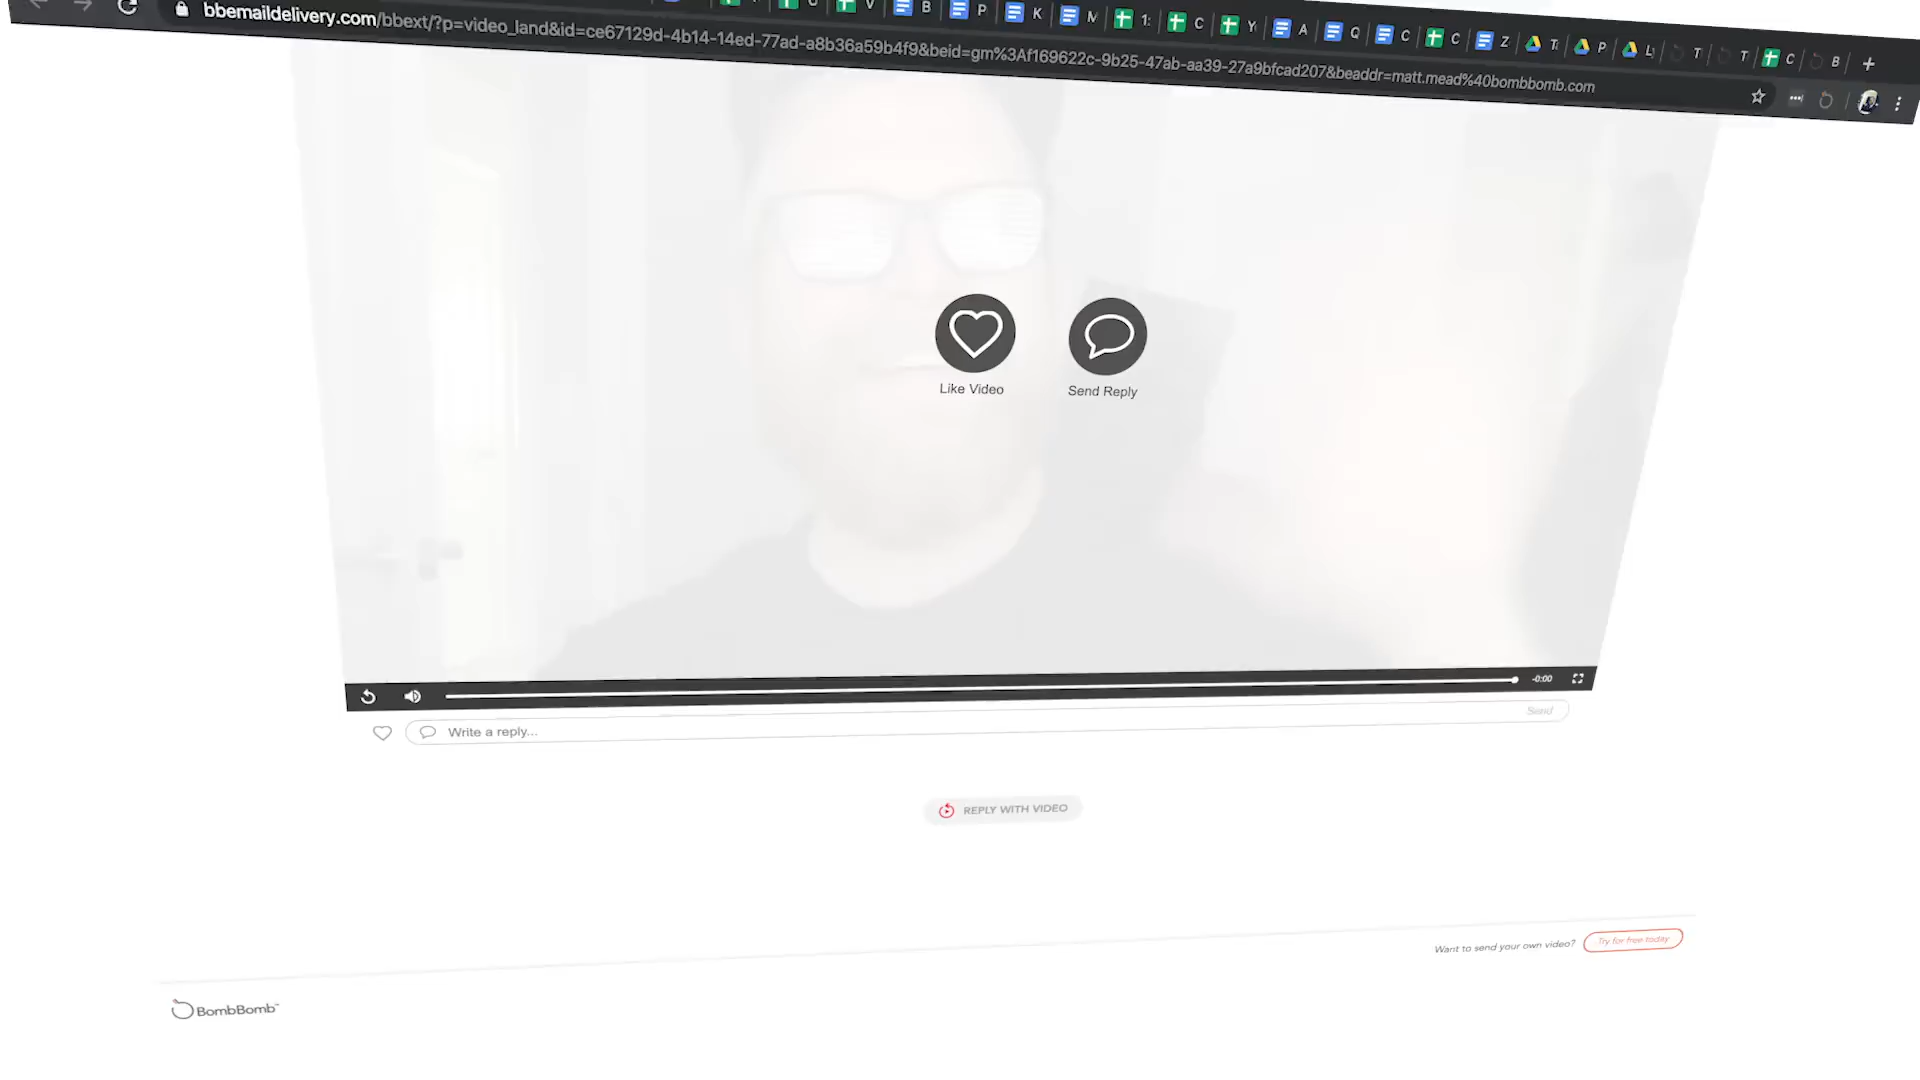 B P K M 1: C Y A Q C C Z T P L T T C B
bbemaildelivery.com/bbext/?p=video_land&id=ce67129d-4b14-14ed-77ad-a8b36a59b4f9&beid=gm%3Af169622c-9b25-47ab-aa39-27a9bfcad207&beaddr=matt.mead%40bombbomb.com
Like Video
Send Reply
-0:00
Write a reply...
Send
REPLY WITH VIDEO
Want to send your own video?
Try for free today
BombBomb™